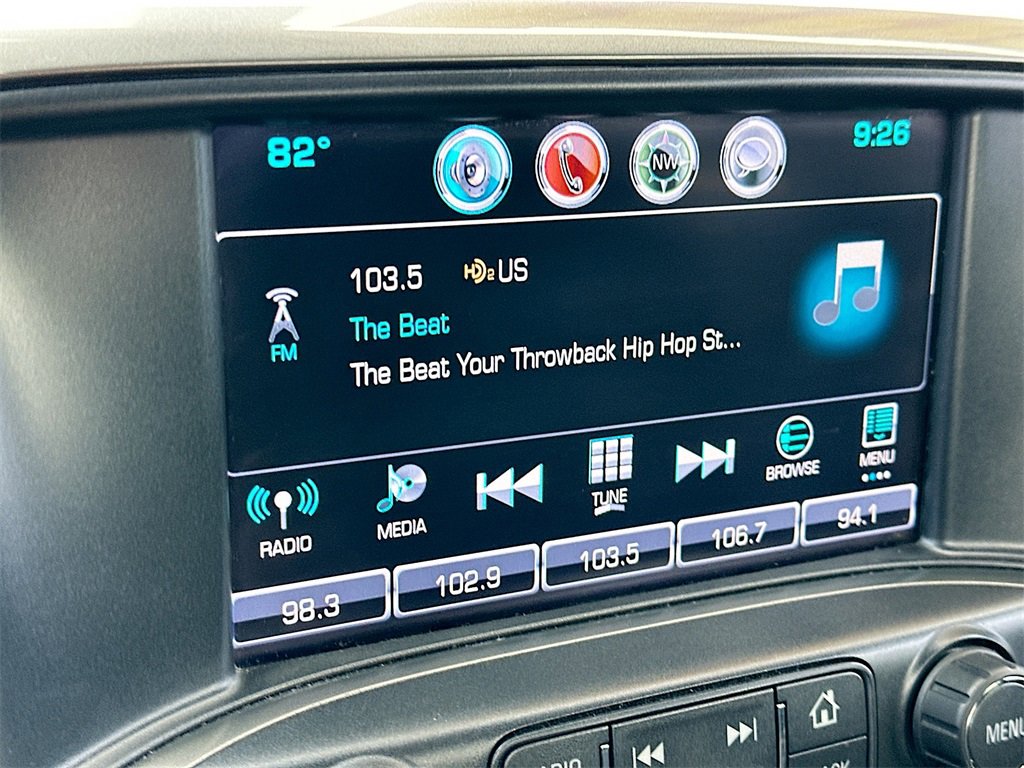 82° NW 9:26
103.5 HD2 US
FM The Beat
The Beat Your Throwback Hip Hop St...
RADIO MEDIA TUNE BROWSE MENU
98.3 102.9 103.5 106.7 94.1
MENU